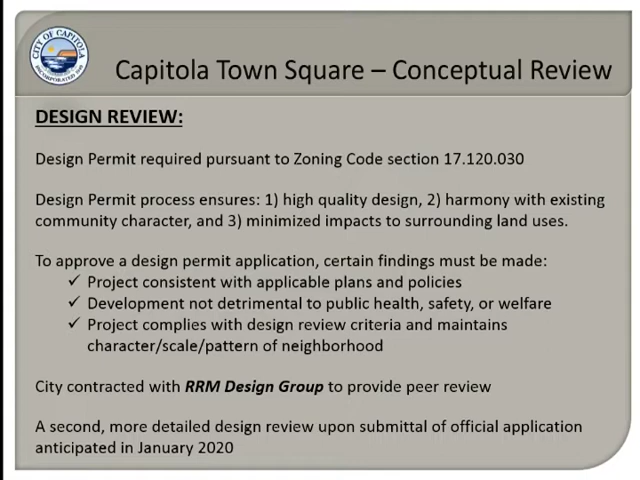 CITY OF CAPITOLA
Capitola Town Square – Conceptual Review
DESIGN REVIEW:
Design Permit required pursuant to Zoning Code section 17.120.030
Design Permit process ensures: 1) high quality design, 2) harmony with existing
community character, and 3) minimized impacts to surrounding land uses.
To approve a design permit application, certain findings must be made:
✓ Project consistent with applicable plans and policies
✓ Development not detrimental to public health, safety, or welfare
✓ Project complies with design review criteria and maintains
character/scale/pattern of neighborhood
City contracted with RRM Design Group to provide peer review
A second, more detailed design review upon submittal of official application
anticipated in January 2020